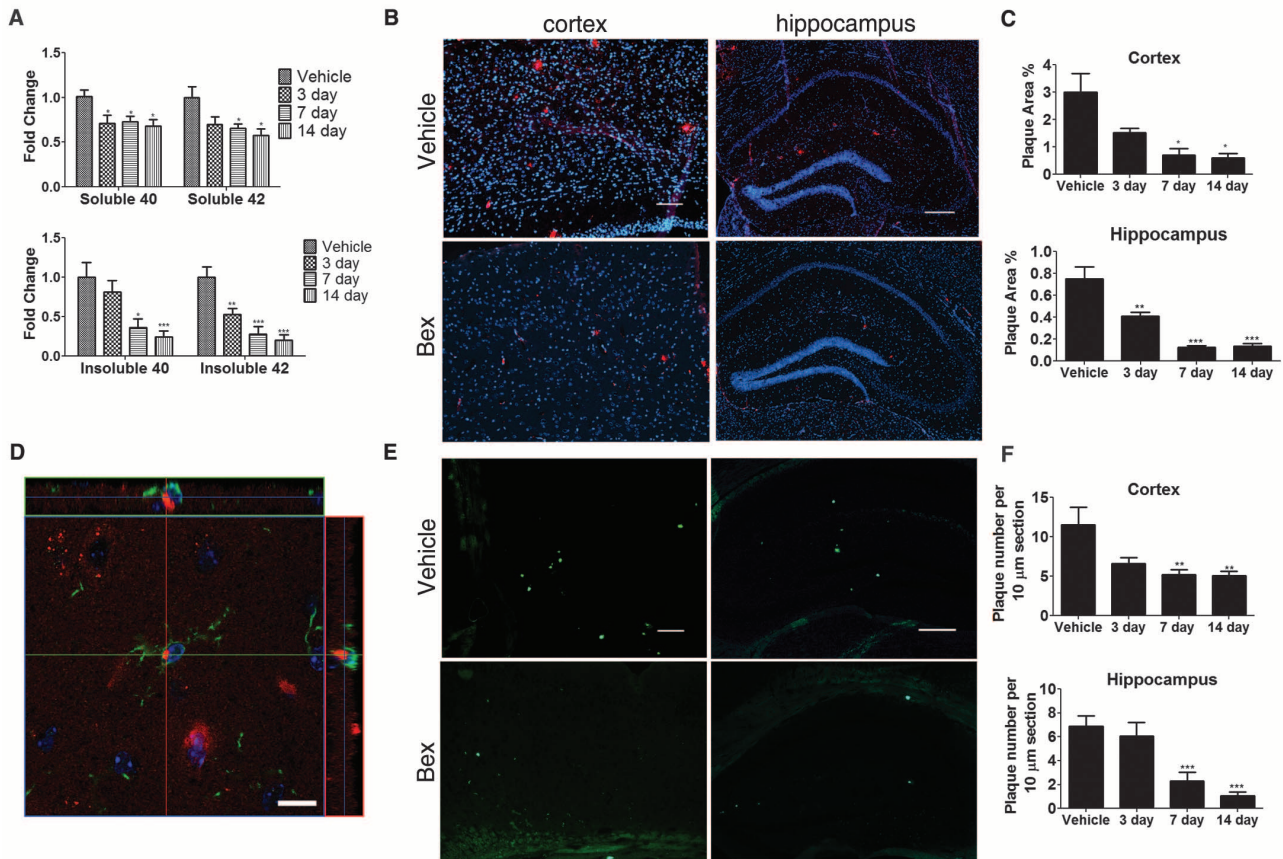 A
Fold Change
1.5
1.0
0.5
0.0
* * *
* *
Soluble 40
Soluble 42
Vehicle
3 day
7 day
14 day
Fold Change
1.5
1.0
0.5
0.0
* ***
** *** ***
Insoluble 40
Insoluble 42
Vehicle
3 day
7 day
14 day
B
cortex
hippocampus
Vehicle
Bex
C
Cortex
Plaque Area %
4
3
2
1
0
* *
Vehicle 3 day 7 day 14 day
Hippocampus
Plaque Area %
1.0
0.8
0.6
0.4
0.2
0.0
** *** ***
Vehicle 3 day 7 day 14 day
D
E
Vehicle
Bex
F
Cortex
Plaque number per
10 μm section
15
10
5
0
** **
Vehicle 3 day 7 day 14 day
Hippocampus
Plaque number per
10 μm section
10
8
6
4
2
0
*** ***
Vehicle 3 day 7 day 14 day